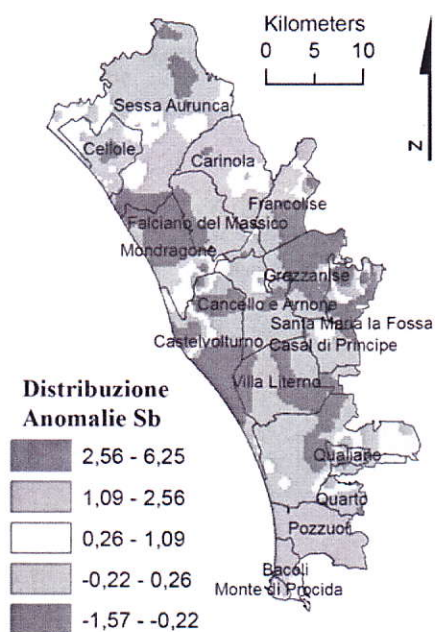 Kilometers
0 5 10
N
Sessa Aurunca
Cellole
Carinola
Francolise
Falciano del Massico
Mondragone
Grazzanise
Cancello e Arnone
Santa Maria la Fossa
Castelvolturno
Casal di Principe
Villa Literno
Distribuzione
Anomalie Sb
2,56 - 6,25
1,09 - 2,56
0,26 - 1,09
-0,22 - 0,26
-1,57 - -0,22
Qualiano
Quarto
Pozzuoli
Bacoli
Monte di Procida